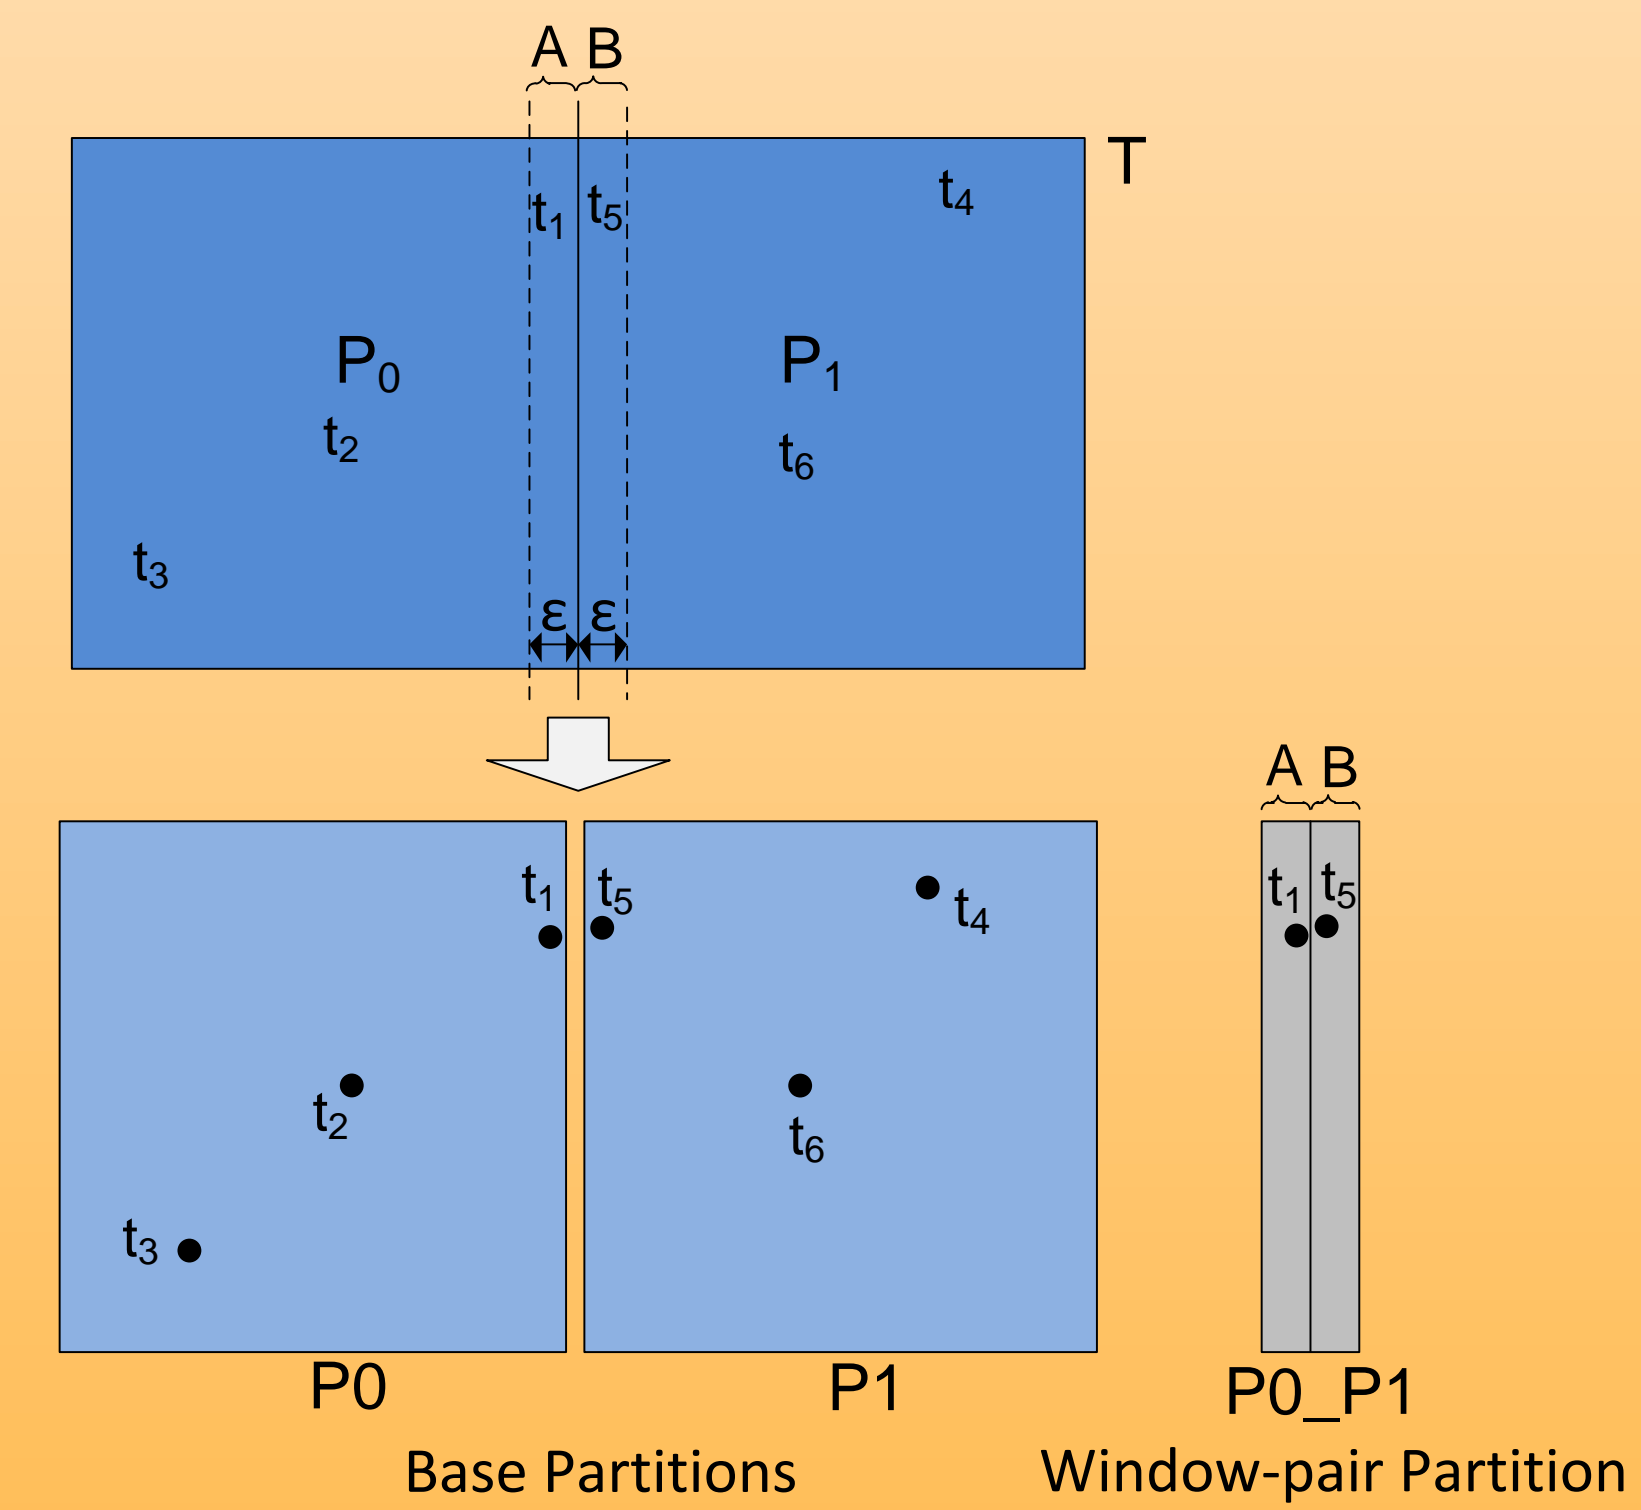 A B
T
t₁ t₅ t₄
P₀ P₁
t₂ t₆
t₃
ε ε
A B
t₁ t₅ t₄ t₁ t₅
t₂ t₆
t₃
P0 P1 P0_P1
Base Partitions Window-pair Partition